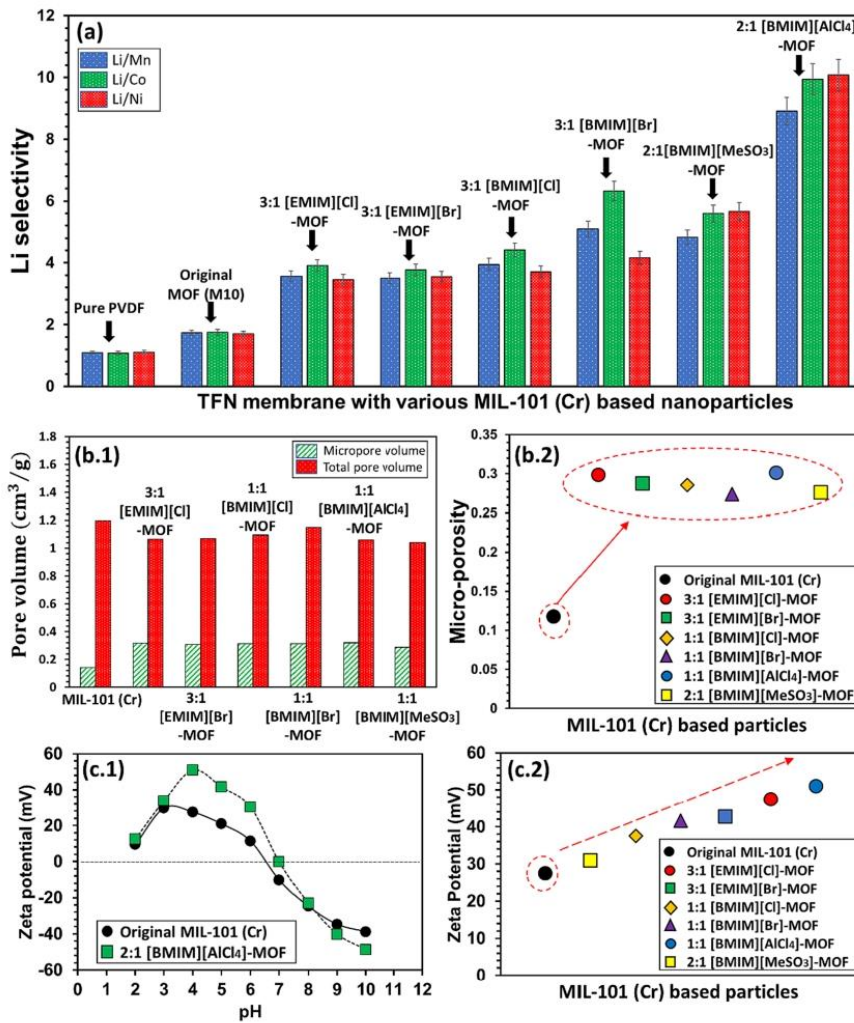 (a)
Li/Mn
Li/Co
Li/Ni
Li selectivity
12
10
8
6
4
2
0
Pure PVDF
Original
MOF (M10)
3:1 [EMIM][Cl]
-MOF
3:1 [EMIM][Br]
-MOF
3:1 [BMIM][Cl]
-MOF
3:1 [BMIM][Br]
-MOF
2:1[BMIM][MeSO3]
-MOF
2:1 [BMIM][AlCl4]
-MOF
TFN membrane with various MIL-101 (Cr) based nanoparticles
(b.1)
Micropore volume
Total pore volume
Pore volume (cm³/g)
1.8
1.6
1.4
1.2
1
0.8
0.6
0.4
0.2
0
3:1
[EMIM][Cl]
-MOF
1:1
[BMIM][Cl]
-MOF
1:1
[BMIM][AlCl4]
-MOF
MIL-101 (Cr)
3:1
[EMIM][Br]
-MOF
1:1
[BMIM][Br]
-MOF
1:1
[BMIM][MeSO3]
-MOF
(b.2)
Micro-porosity
0.35
0.3
0.25
0.2
0.15
0.1
0.05
0
Original MIL-101 (Cr)
3:1 [EMIM][Cl]-MOF
3:1 [EMIM][Br]-MOF
1:1 [BMIM][Cl]-MOF
1:1 [BMIM][Br]-MOF
1:1 [BMIM][AlCl4]-MOF
2:1 [BMIM][MeSO3]-MOF
MIL-101 (Cr) based particles
(c.1)
Zeta potential (mV)
60
40
20
0
-20
-40
-60
Original MIL-101 (Cr)
2:1 [BMIM][AlCl4]-MOF
0 1 2 3 4 5 6 7 8 9 10 11 12
pH
(c.2)
Zeta Potential (mV)
60
50
40
30
20
10
0
Original MIL-101 (Cr)
3:1 [EMIM][Cl]-MOF
3:1 [EMIM][Br]-MOF
1:1 [BMIM][Cl]-MOF
1:1 [BMIM][Br]-MOF
1:1 [BMIM][AlCl4]-MOF
2:1 [BMIM][MeSO3]-MOF
MIL-101 (Cr) based particles